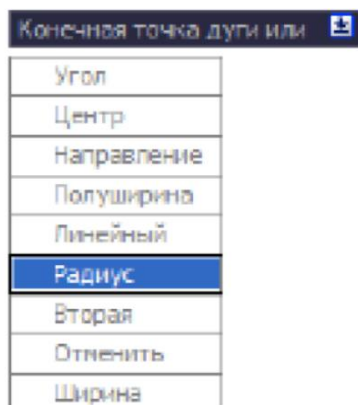 Конечная точка дуги или
Угол
Центр
Направление
Полуширина
Линейный
Радиус
Вторая
Отменить
Ширина